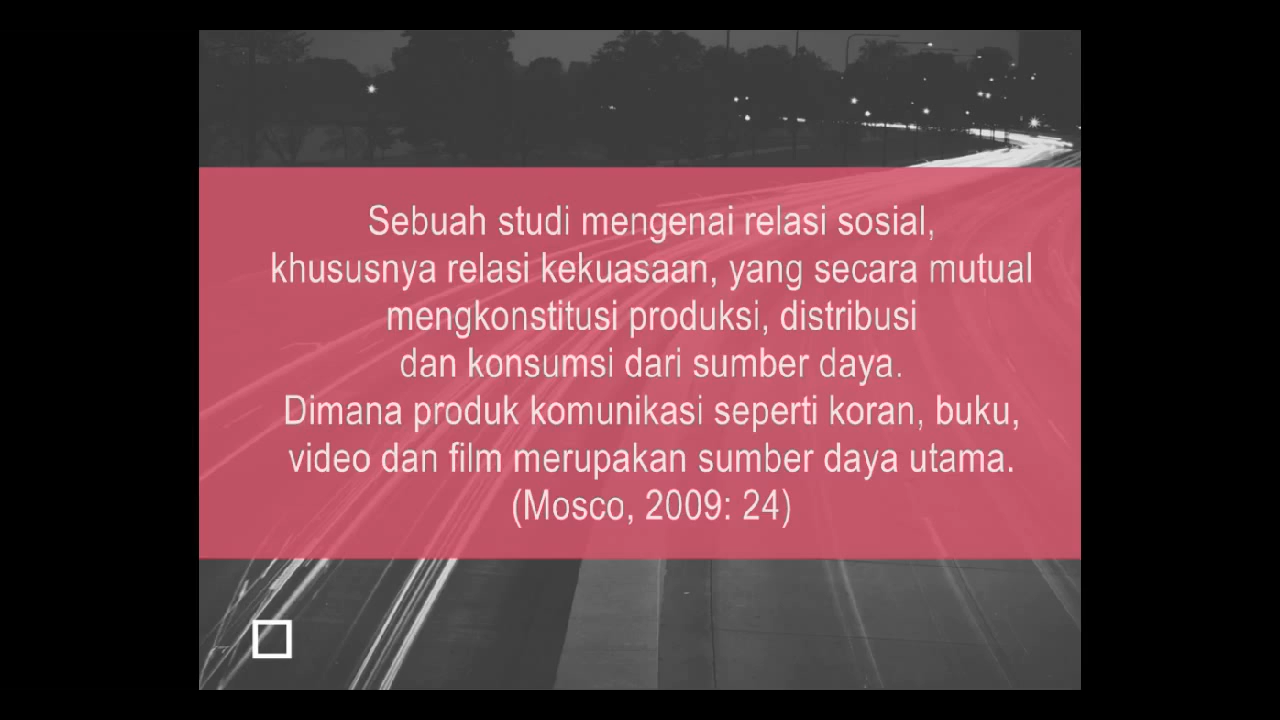 Sebuah studi mengenai relasi sosial,
khususnya relasi kekuasaan, yang secara mutual
mengkonstitusi produksi, distribusi
dan konsumsi dari sumber daya.
Dimana produk komunikasi seperti koran, buku,
video dan film merupakan sumber daya utama.
(Mosco, 2009: 24)